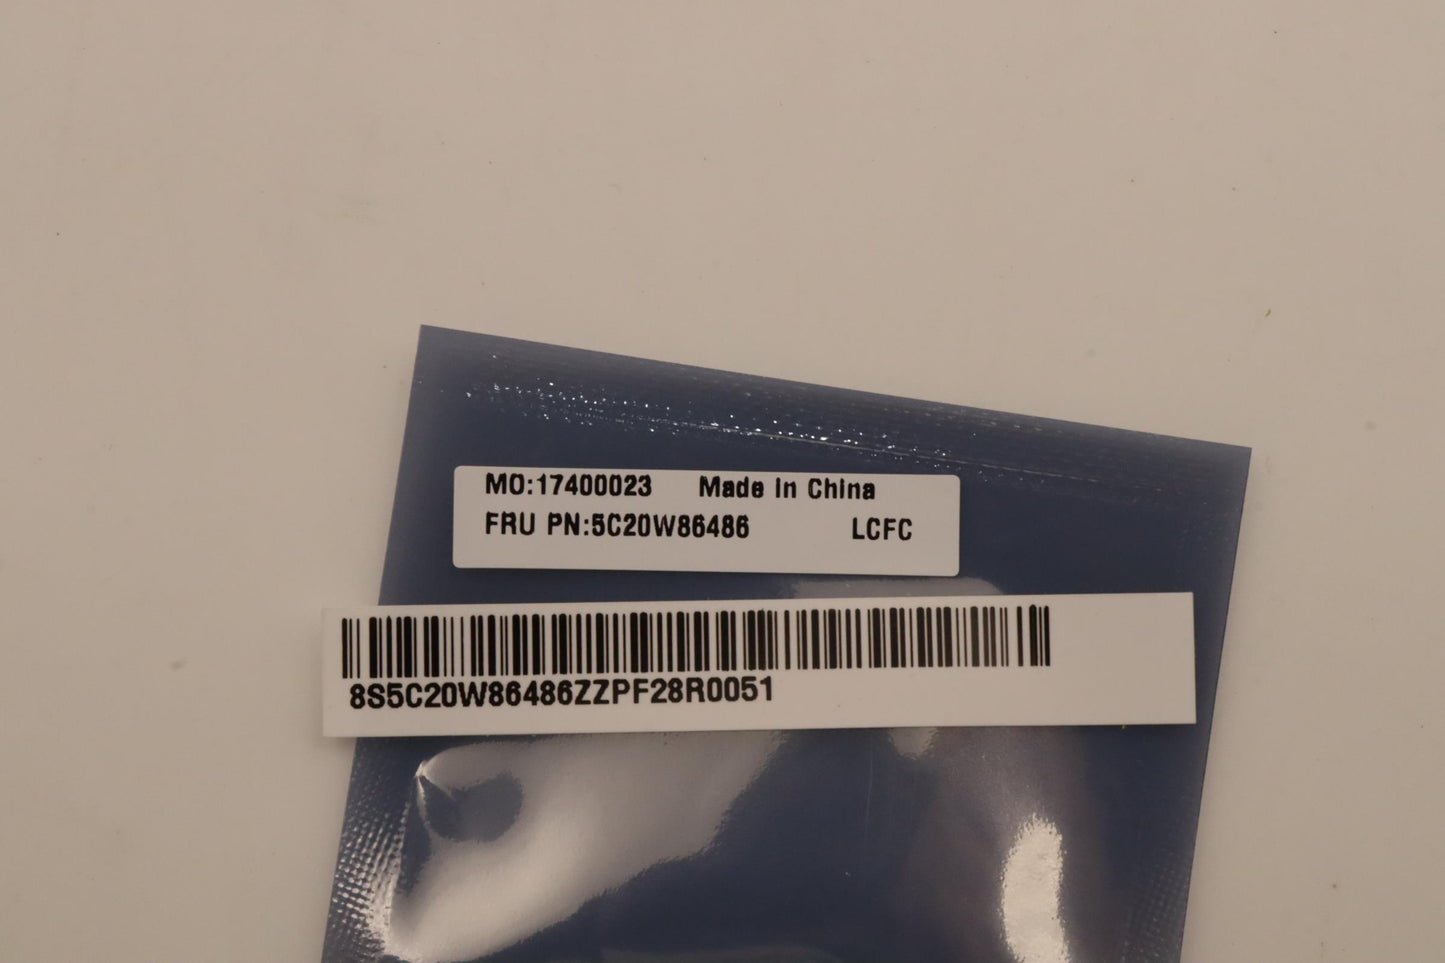 MO:17400023 Made In China
FRU PN:5C20W86486 LCFC
8S5C20W86486ZZPF28R0051